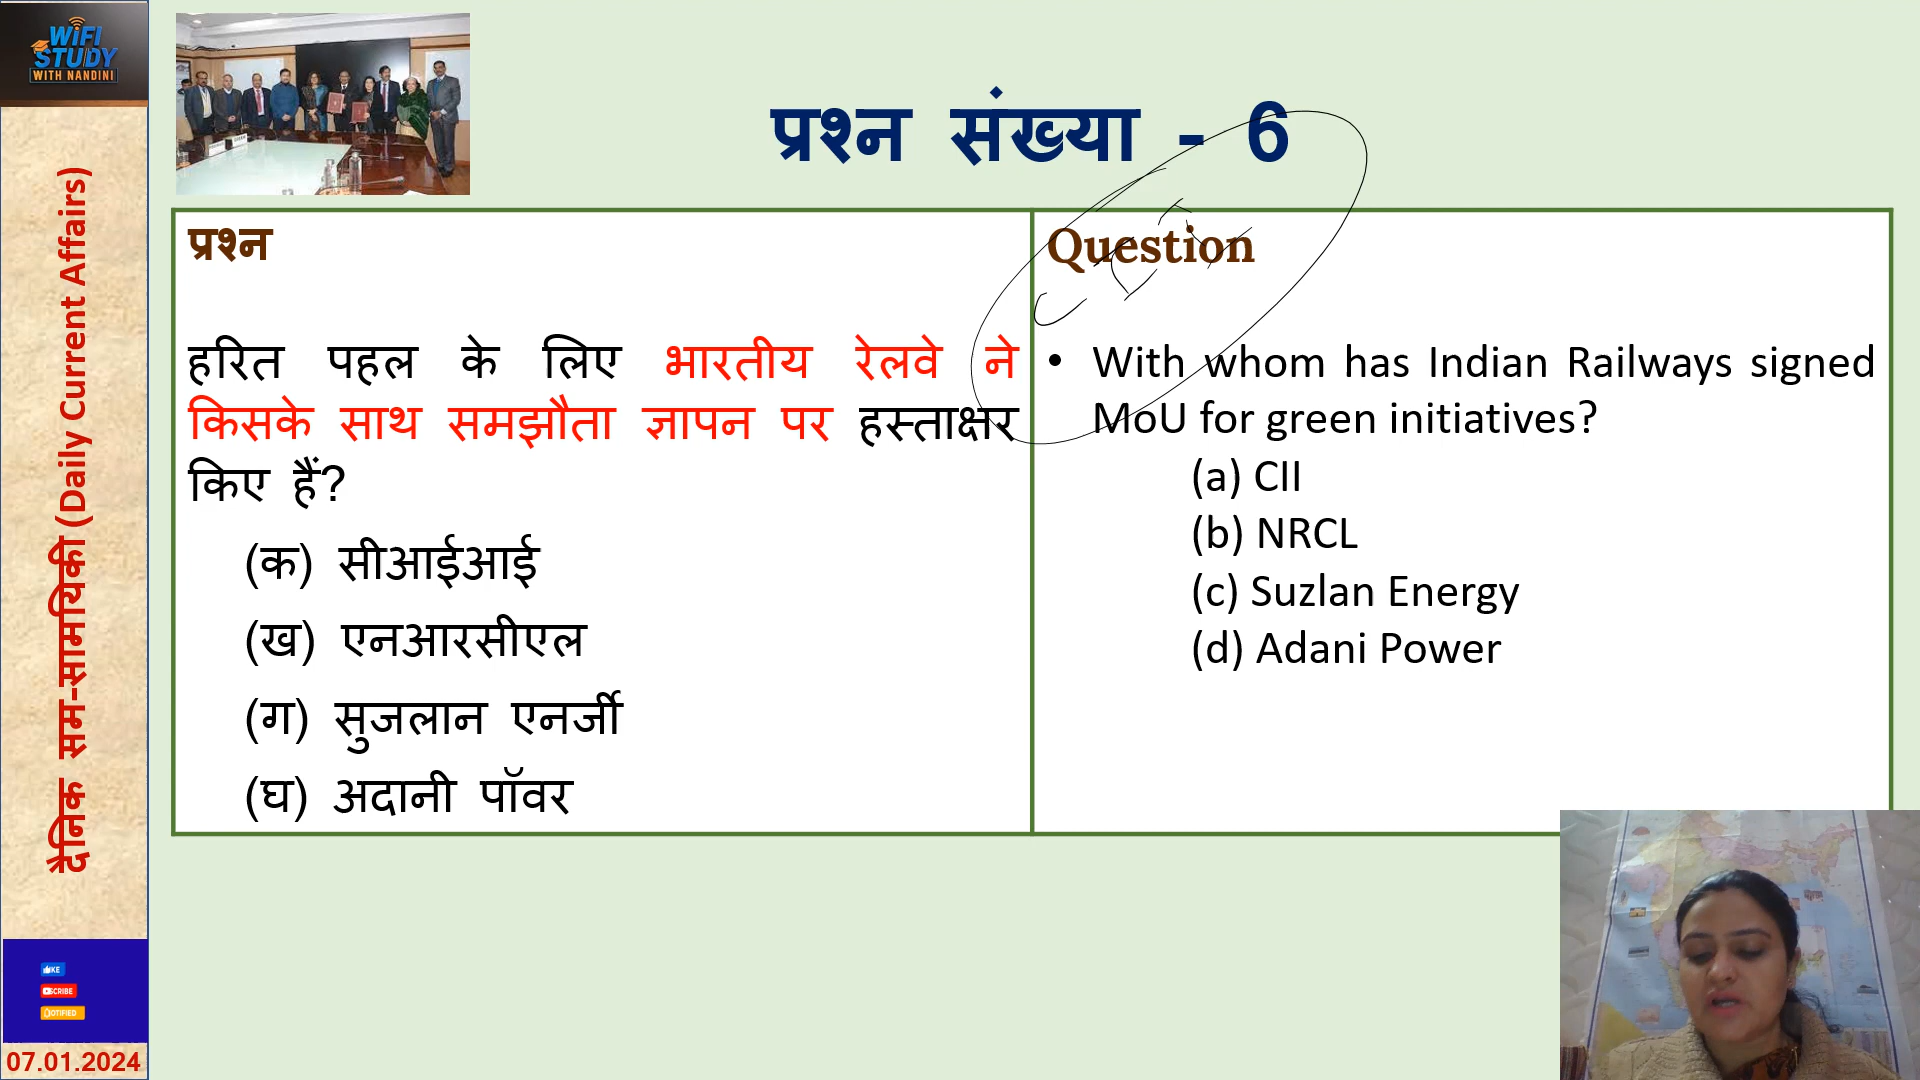 WiFi
STUDY
WITH NANDINI
दैनिक सम-सामयिकी (Daily Current Affairs)
07.01.2024
प्रश्न संख्या - 6
प्रश्न
हरित पहल के लिए भारतीय रेलवे ने
किसके साथ समझौता ज्ञापन पर हस्ताक्षर
किए हैं?
(क) सीआईआई
(ख) एनआरसीएल
(ग) सुजलान एनर्जी
(घ) अदानी पॉवर
Question
• With whom has Indian Railways signed
MoU for green initiatives?
(a) CII
(b) NRCL
(c) Suzlan Energy
(d) Adani Power